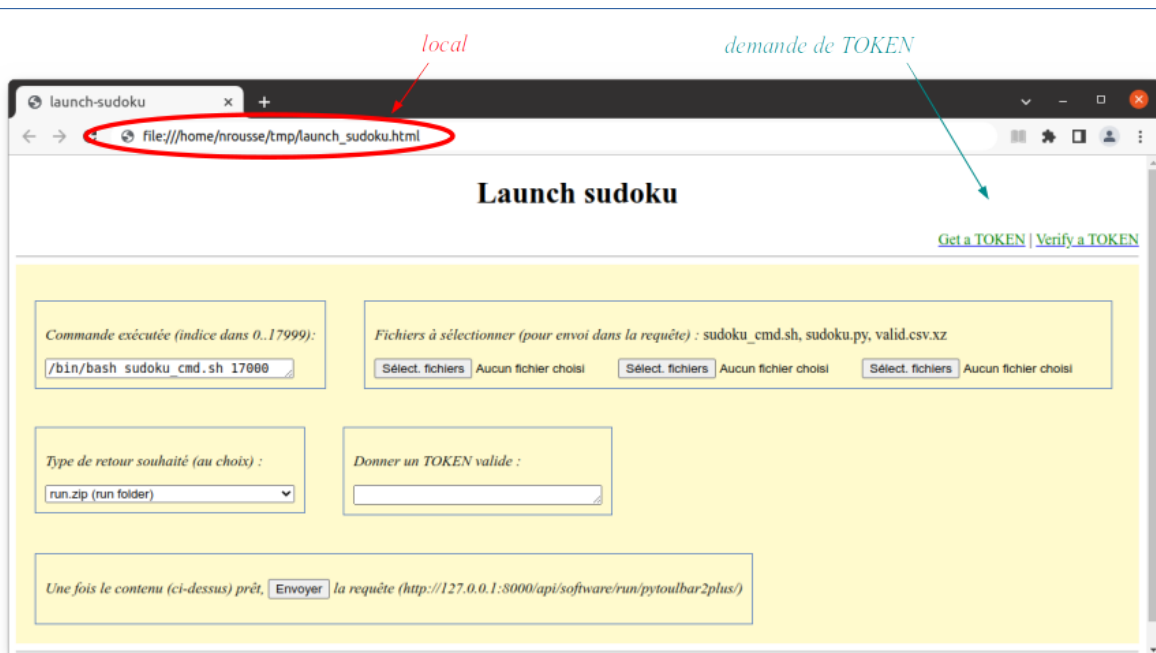 local
demande de TOKEN
launch-sudoku
file:///home/nrousse/tmp/launch_sudoku.html
Launch sudoku
Get a TOKEN | Verify a TOKEN
Commande exécutée (indice dans 0..17999):
/bin/bash sudoku_cmd.sh 17000
Fichiers à sélectionner (pour envoi dans la requête) : sudoku_cmd.sh, sudoku.py, valid.csv.xz
Sélect. fichiers Aucun fichier choisi Sélect. fichiers Aucun fichier choisi Sélect. fichiers Aucun fichier choisi
Type de retour souhaité (au choix) :
run.zip (run folder)
Donner un TOKEN valide :
Une fois le contenu (ci-dessus) prêt, Envoyer la requête (http://127.0.0.1:8000/api/software/run/pytoulbar2plus/)